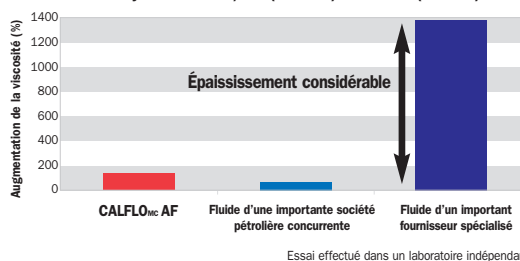 Augmentation de la viscosité (%)
1400
1200
1000
800
600
400
200
0
Épaississement considérable
CALFLOMC AF
Fluide d'une importante société
pétrolière concurrente
Fluide d'un important
fournisseur spécialisé
Essai effectué dans un laboratoire